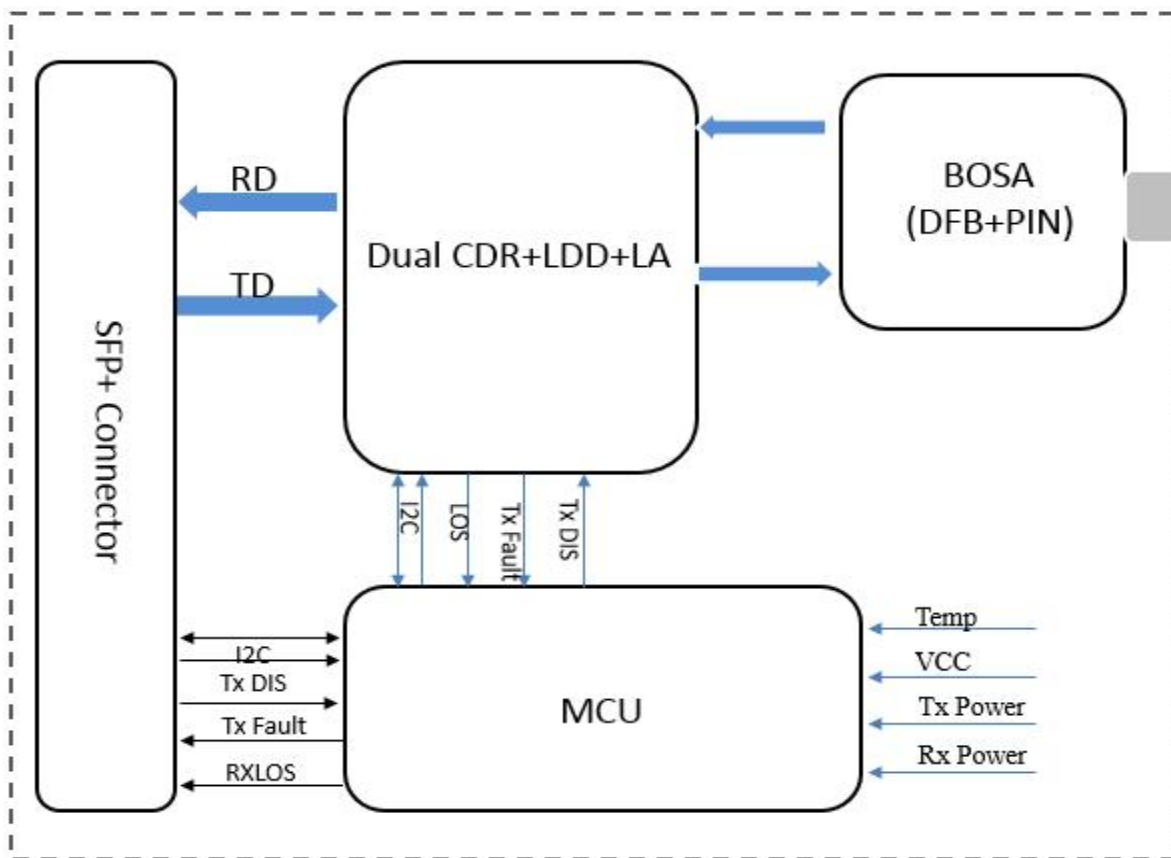 RD
TD
SFP+ Connector
Dual CDR+LDD+LA
BOSA
(DFB+PIN)
I2C
LOS
Tx Fault
Tx DIS
I2C
Tx DIS
Tx Fault
RXLOS
MCU
Temp
VCC
Tx Power
Rx Power